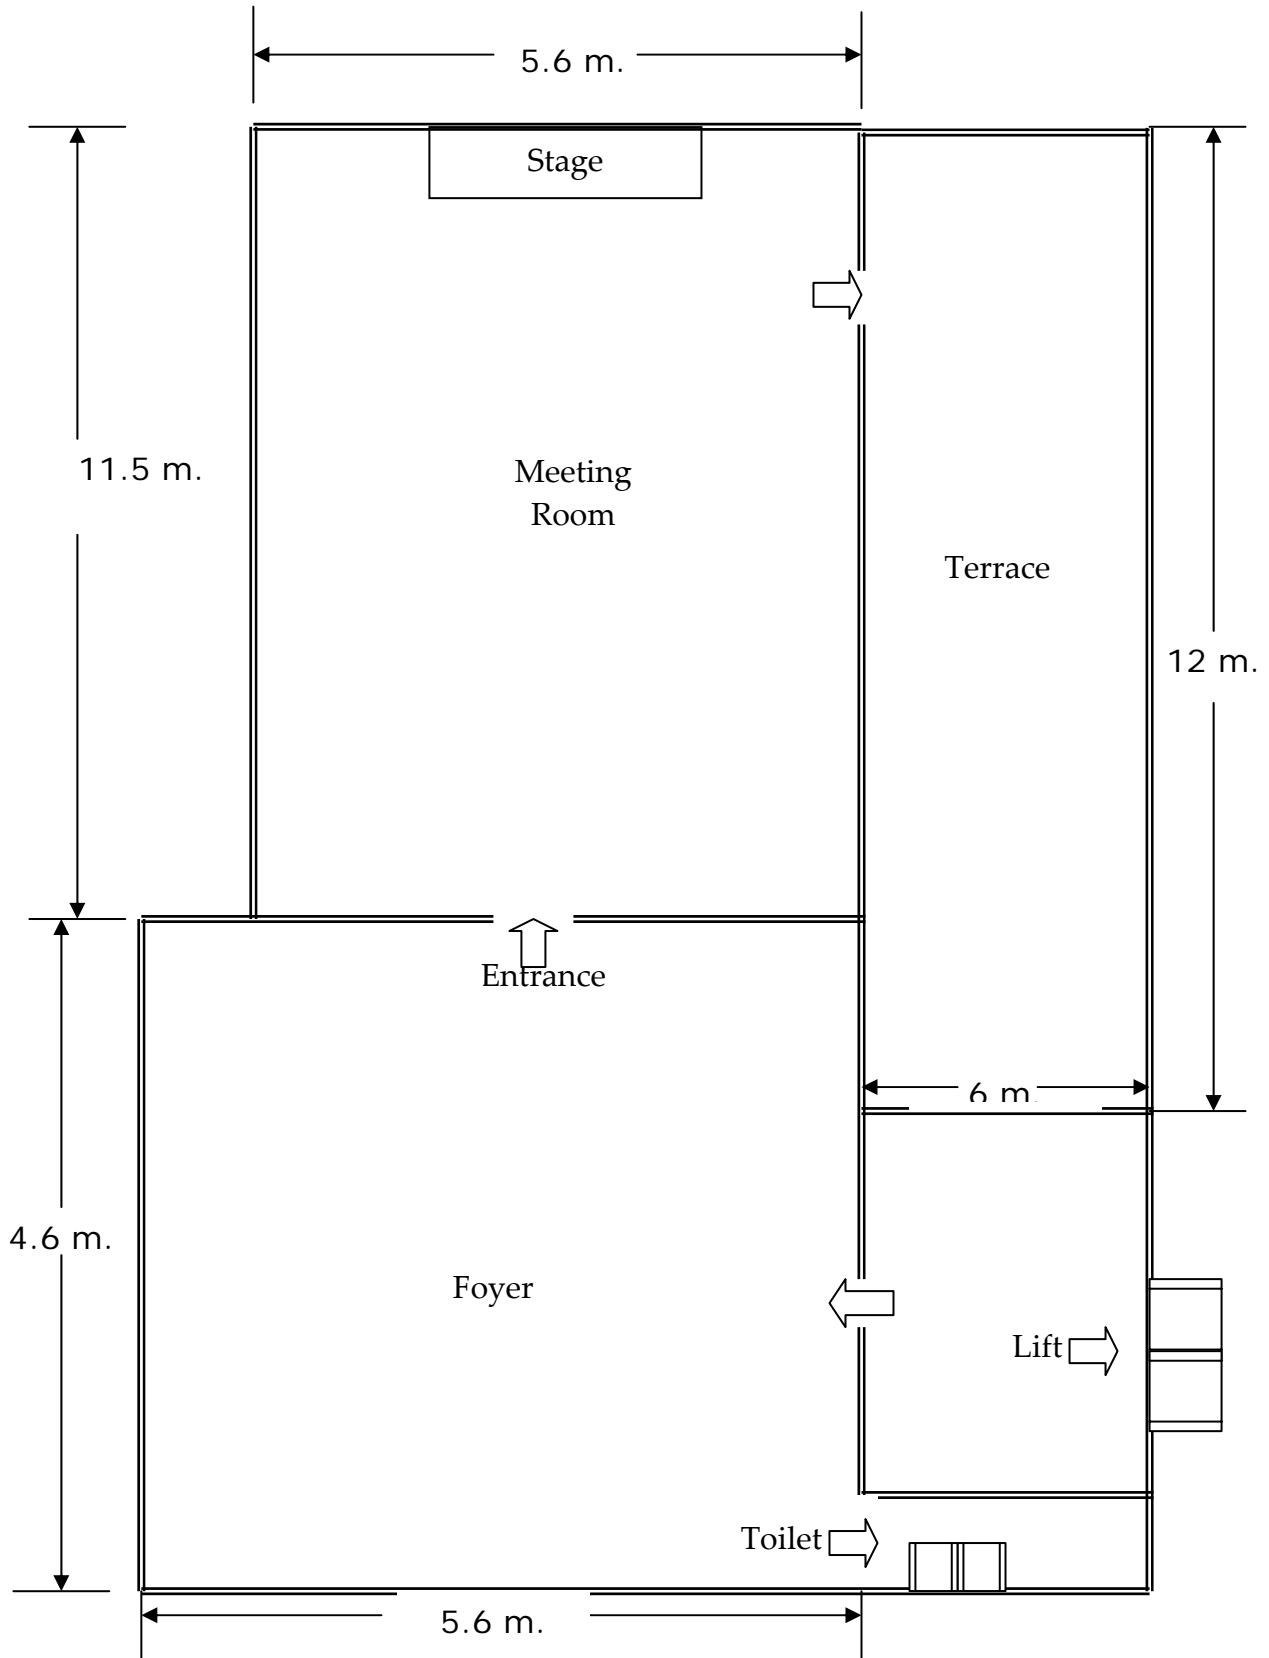 5.6 m.
Stage
11.5 m.
Meeting
Room
Terrace
12 m.
Entrance
6 m.
4.6 m.
Foyer
Lift
Toilet
5.6 m.